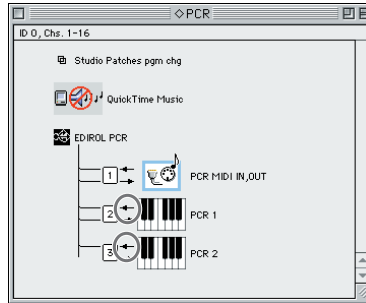 PCR
ID 0, Chs. 1-16
Studio Patches pgm chg
QuickTime Music
EDIROL PCR
1
PCR MIDI IN,OUT
2
PCR 1
3
PCR 2